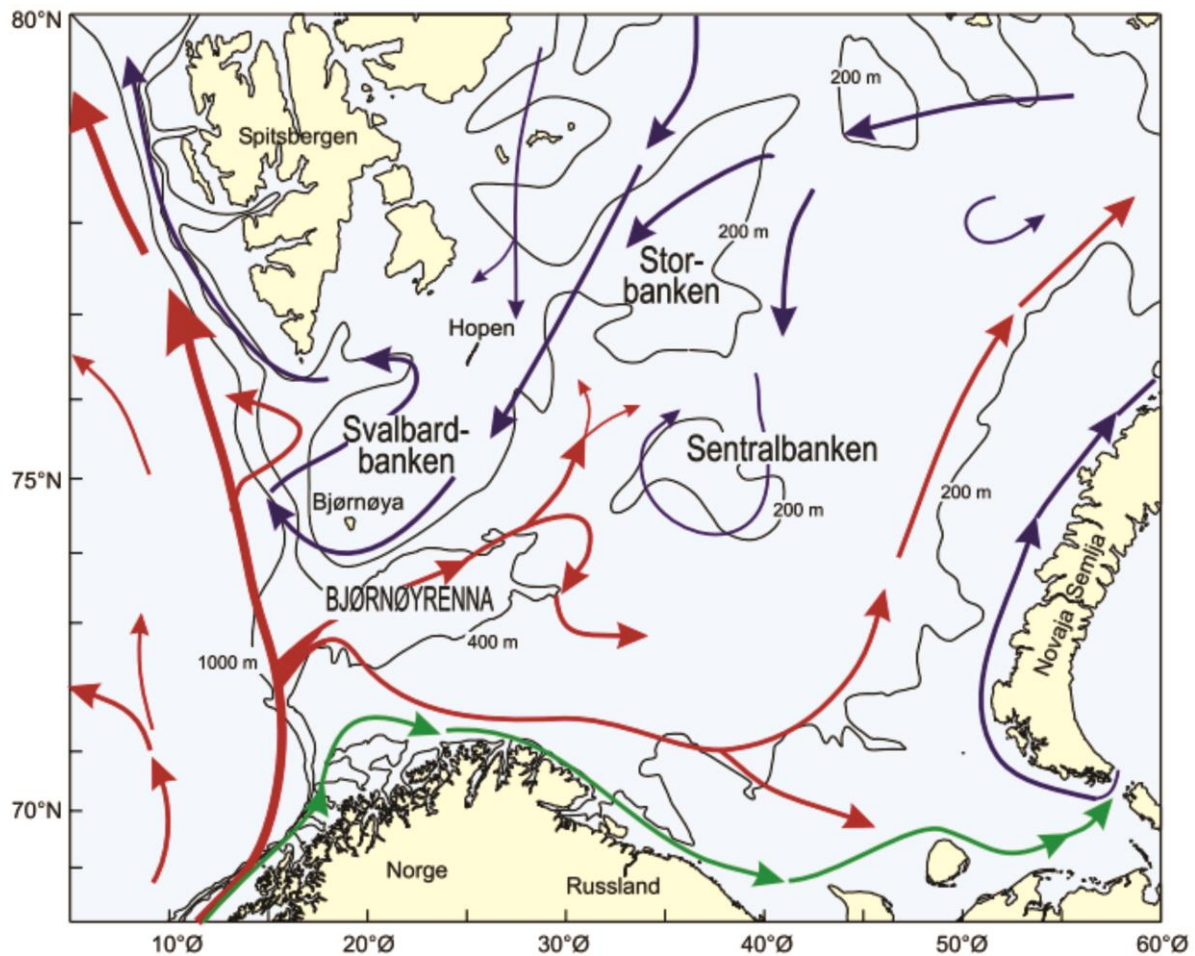 80°N
200 m
Spitsbergen
200 m
Stor-
banken
Hopen
Svalbard-
banken
Sentralbanken
75°N
200 m
Bjørnøya
200 m
Novaja Semlja
BJØRNØYRENNA
400 m
1000 m
70°N
Norge
Russland
10°Ø
20°Ø
30°Ø
40°Ø
50°Ø
60°Ø